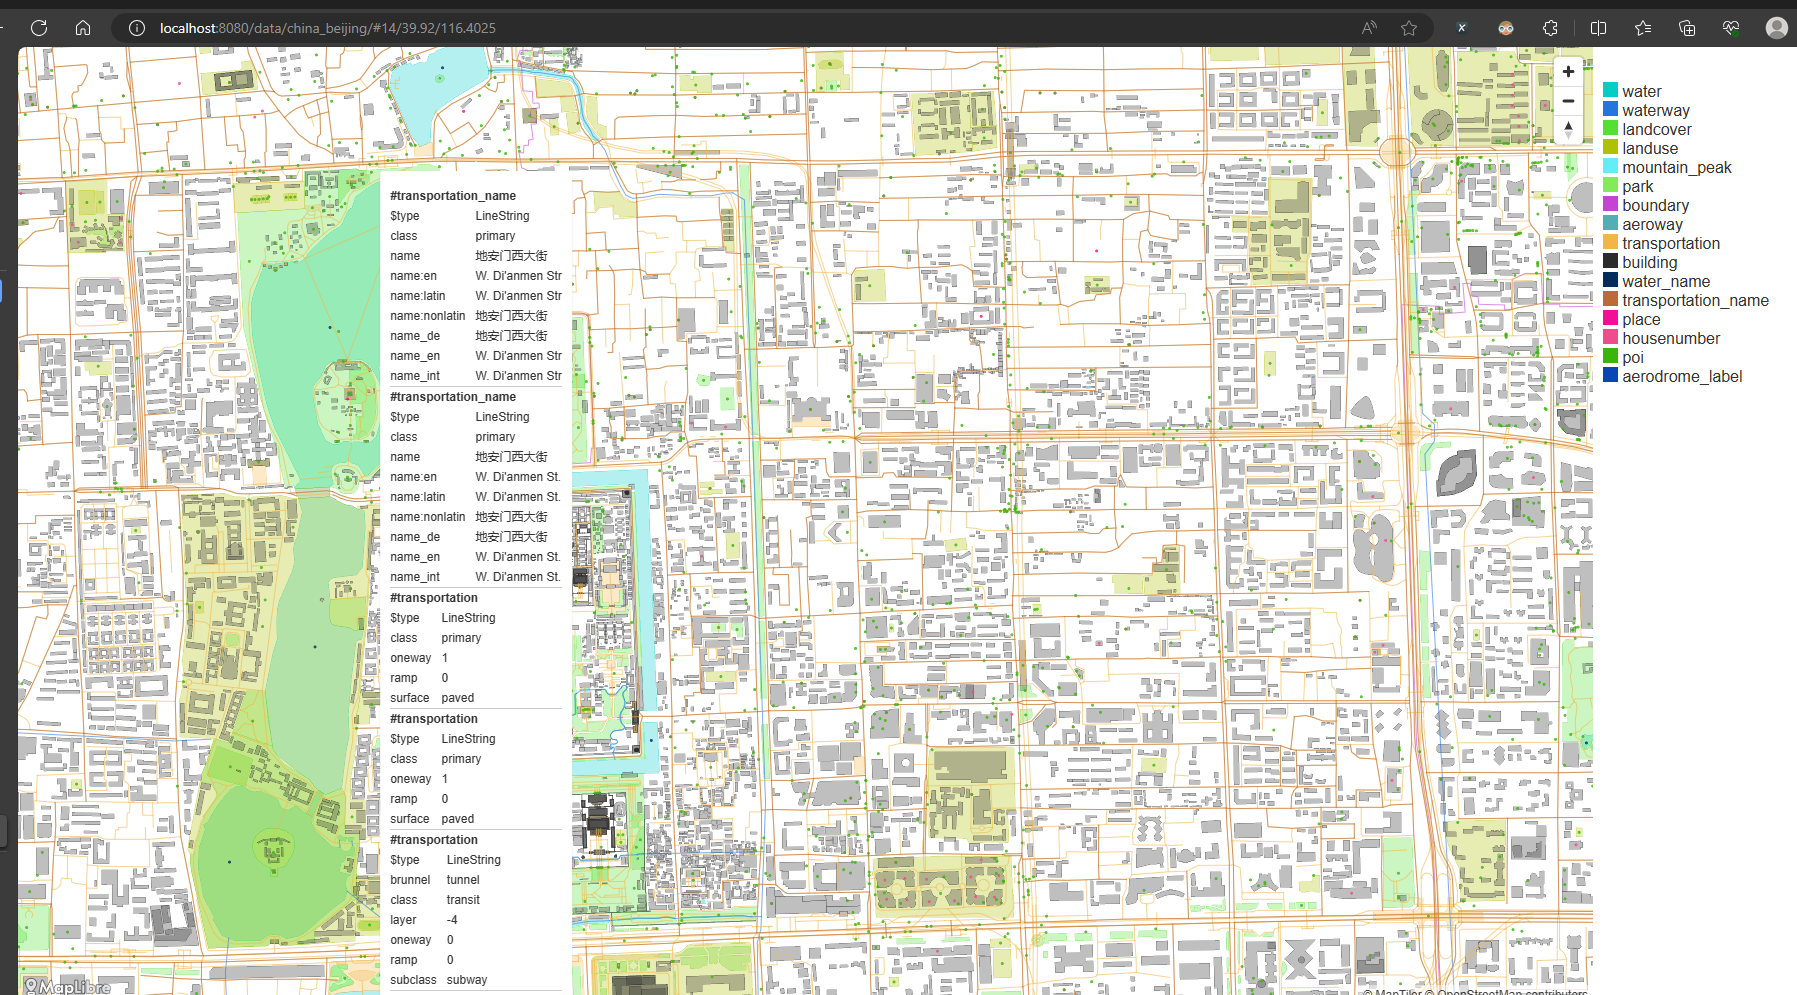 localhost:8080/data/china_beijing/#14/39.92/116.4025
#transportation_name
$type LineString
class primary
name 地安门西大街
name:en W. Di'anmen Str
name:latin W. Di'anmen Str
name:nonlatin 地安门西大街
name_de 地安门西大街
name_en W. Di'anmen Str
name_int W. Di'anmen Str
#transportation_name
$type LineString
class primary
name 地安门西大街
name:en W. Di'anmen St.
name:latin W. Di'anmen St.
name:nonlatin 地安门西大街
name_de 地安门西大街
name_en W. Di'anmen St.
name_int W. Di'anmen St.
#transportation
$type LineString
class primary
oneway 1
ramp 0
surface paved
#transportation
$type LineString
class primary
oneway 1
ramp 0
surface paved
#transportation
$type LineString
brunnel tunnel
class transit
layer -4
oneway 0
ramp 0
subclass subway
water
waterway
landcover
landuse
mountain_peak
park
boundary
aeroway
transportation
building
water_name
transportation_name
place
housenumber
poi
aerodrome_label
MapLibre
© MapTiler © OpenStreetMap contributors